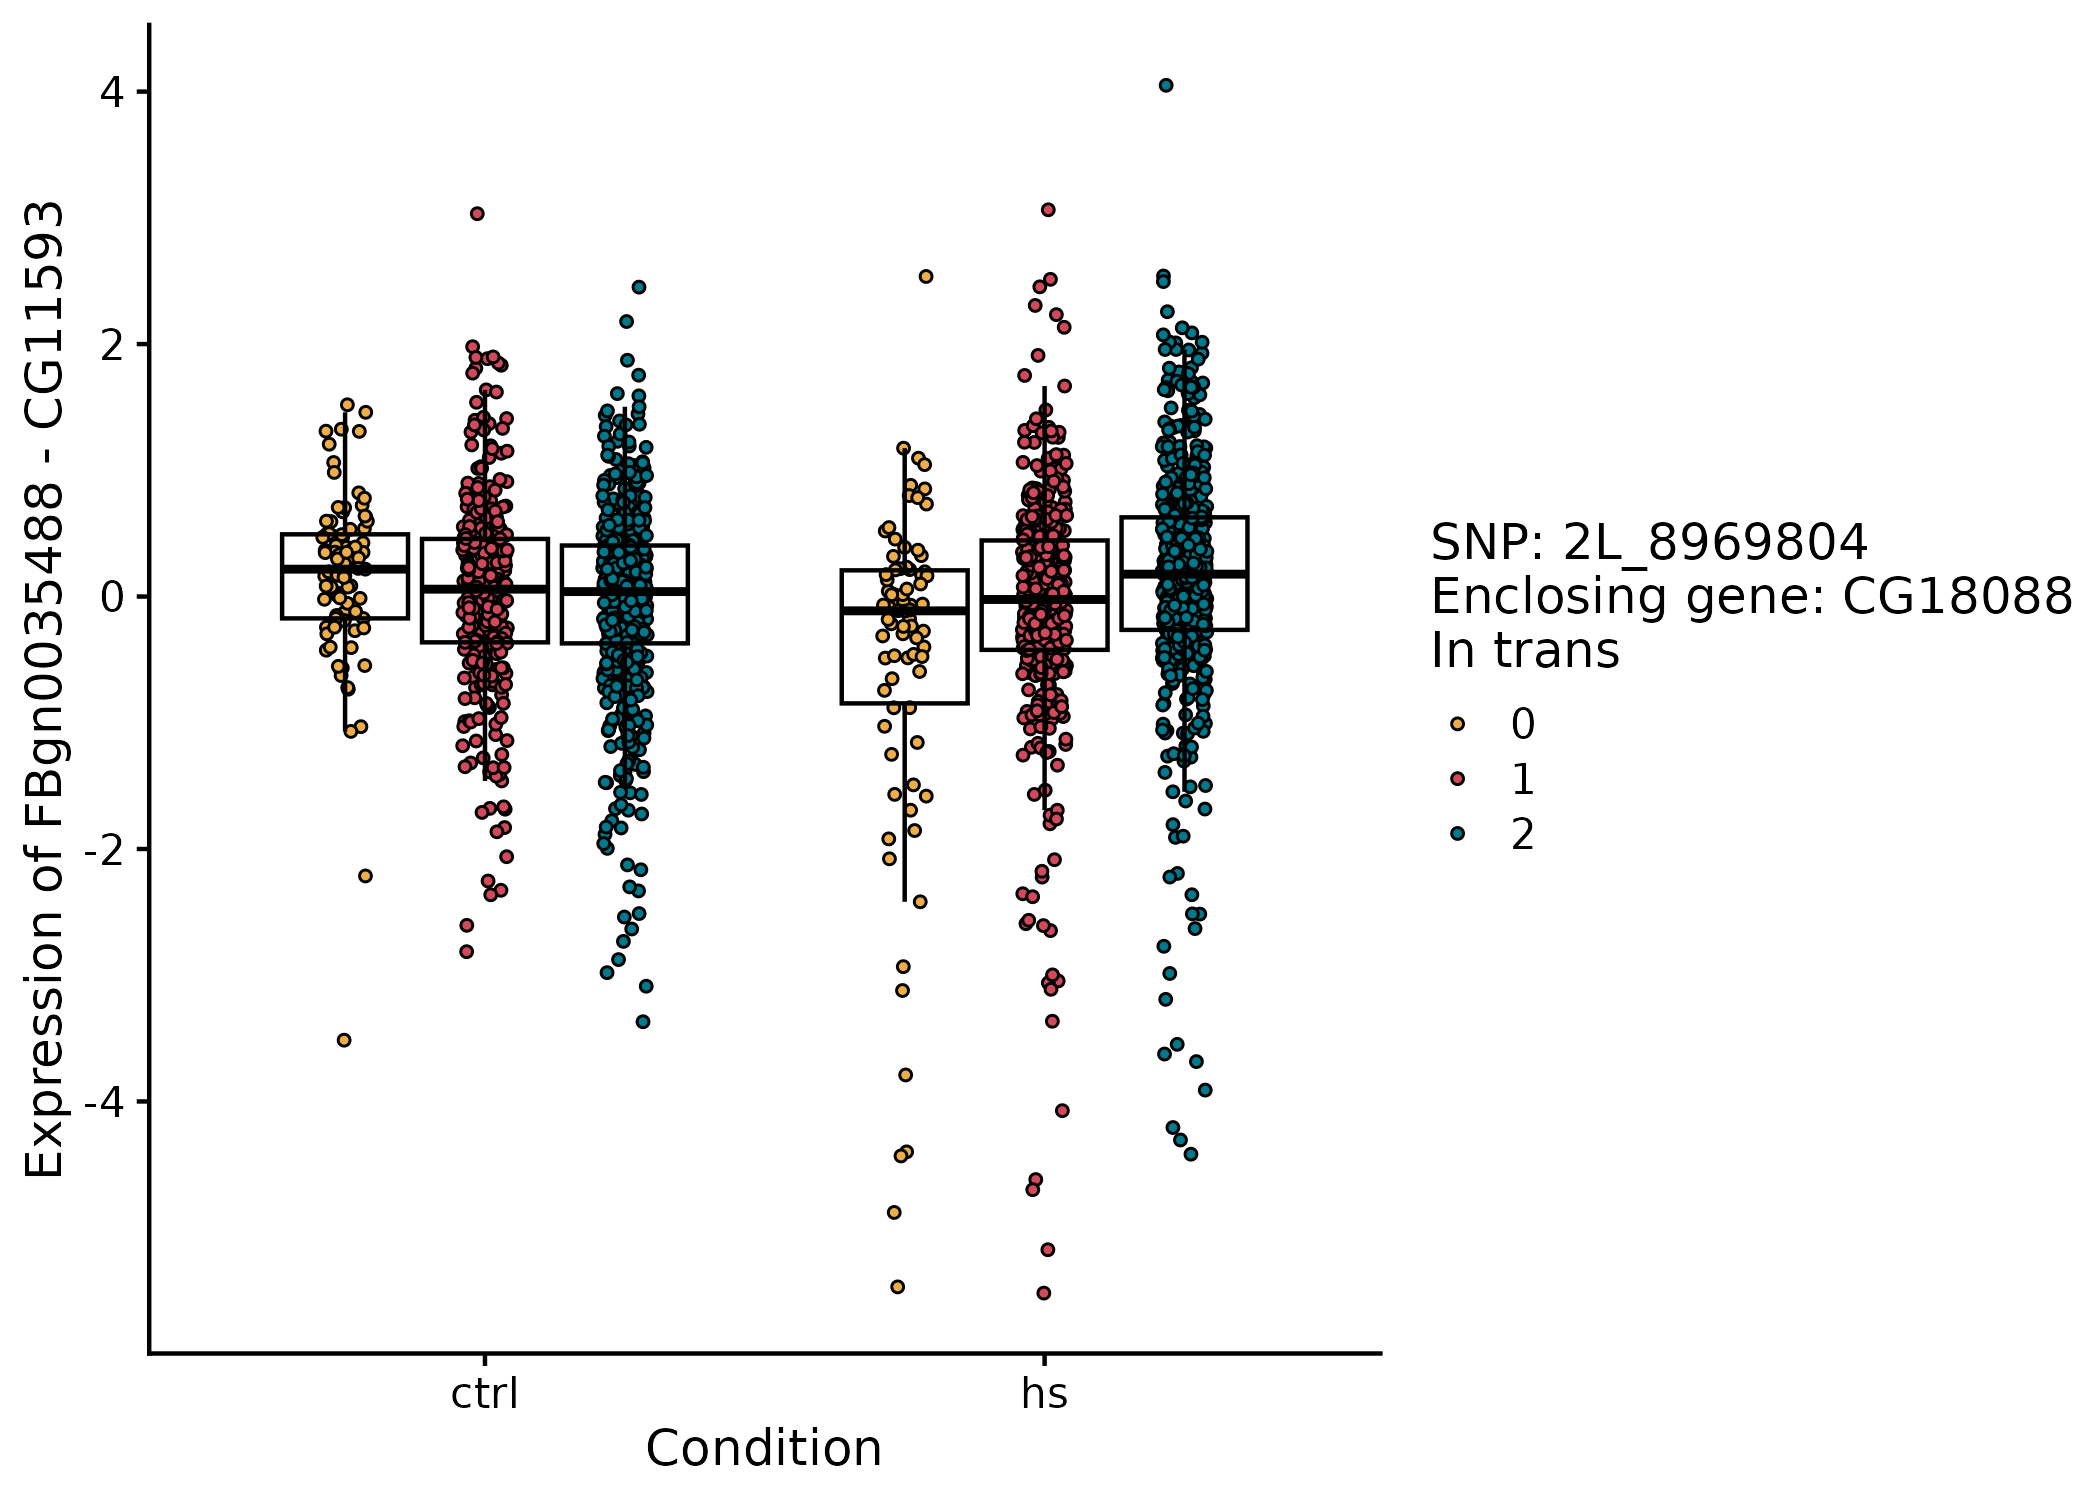 4
2
0
-2
-4
Expression of FBgn0035488 - CG11593
ctrl
hs
Condition
SNP: 2L_8969804
Enclosing gene: CG18088
In trans
0
1
2